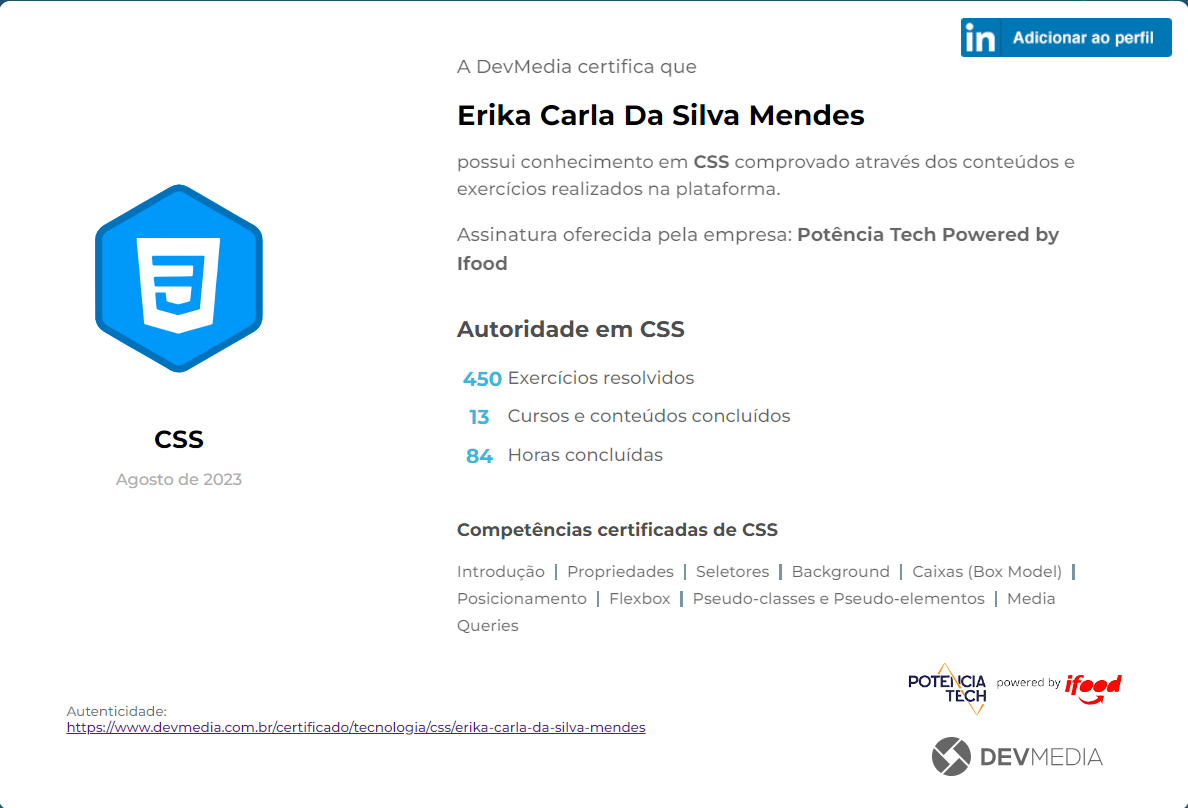 in Adicionar ao perfil
A DevMedia certifica que
Erika Carla Da Silva Mendes
possui conhecimento em CSS comprovado através dos conteúdos e
exercícios realizados na plataforma.
Assinatura oferecida pela empresa: Potência Tech Powered by
Ifood
Autoridade em CSS
450 Exercícios resolvidos
13 Cursos e conteúdos concluídos
84 Horas concluídas
CSS
Agosto de 2023
Competências certificadas de CSS
Introdução | Propriedades | Seletores | Background | Caixas (Box Model) |
Posicionamento | Flexbox | Pseudo-classes e Pseudo-elementos | Media
Queries
POTÊNCIA
TECH
powered by ifood
Autenticidade:
https://www.devmedia.com.br/certificado/tecnologia/css/erika-carla-da-silva-mendes
DEVMEDIA